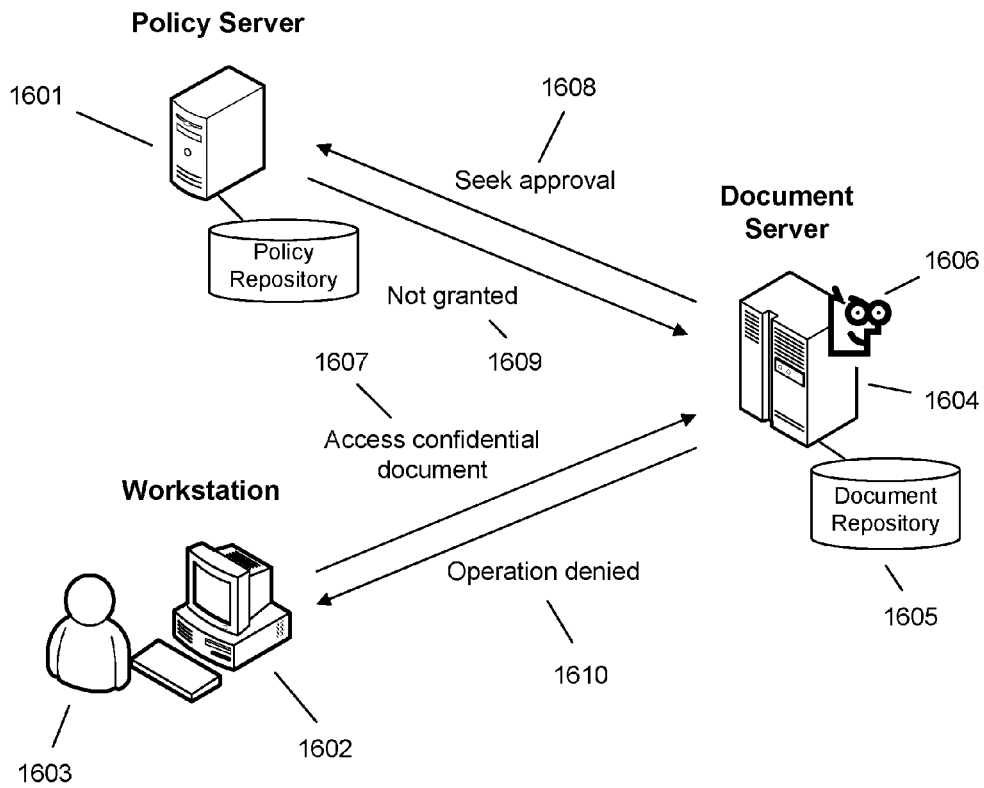 Policy Server
1601
1608
Seek approval
Document
Server
Policy
Repository
1606
Not granted
1609
1607
1604
Access confidential
document
Workstation
Document
Repository
Operation denied
1605
1610
1602
1603